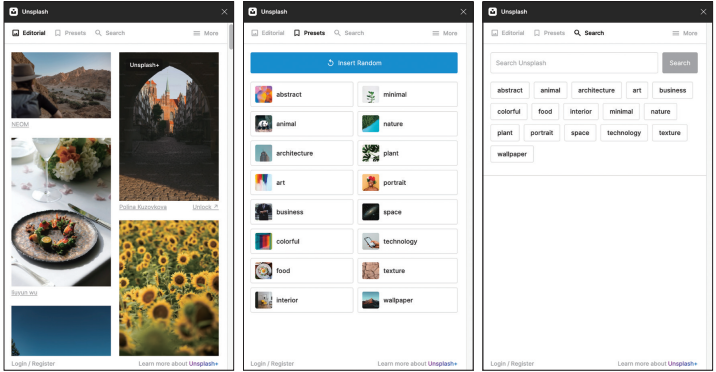 Unsplash
Editorial Presets Search More
Unsplash+
NEOM
Polina Kuzovkova Unlock ↗
liuyun wu
Login / Register Learn more about Unsplash+
Unsplash
Editorial Presets Search More
Insert Random
abstract minimal
animal nature
architecture plant
art portrait
business space
colorful technology
food texture
interior wallpaper
Login / Register Learn more about Unsplash+
Unsplash
Editorial Presets Search More
Search Unsplash Search
abstract animal architecture art business
colorful food interior minimal nature
plant portrait space technology texture
wallpaper
Login / Register Learn more about Unsplash+